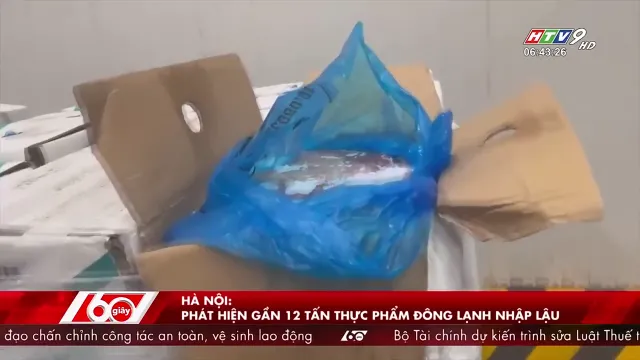 HTV9 HD
06:43:26
60 giây
HÀ NỘI:
PHÁT HIỆN GẦN 12 TẤN THỰC PHẨM ĐÔNG LẠNH NHẬP LẬU
đạo chấn chỉnh công tác an toàn, vệ sinh lao động 60 Bộ Tài chính dự kiến trình sửa Luật Thuế t